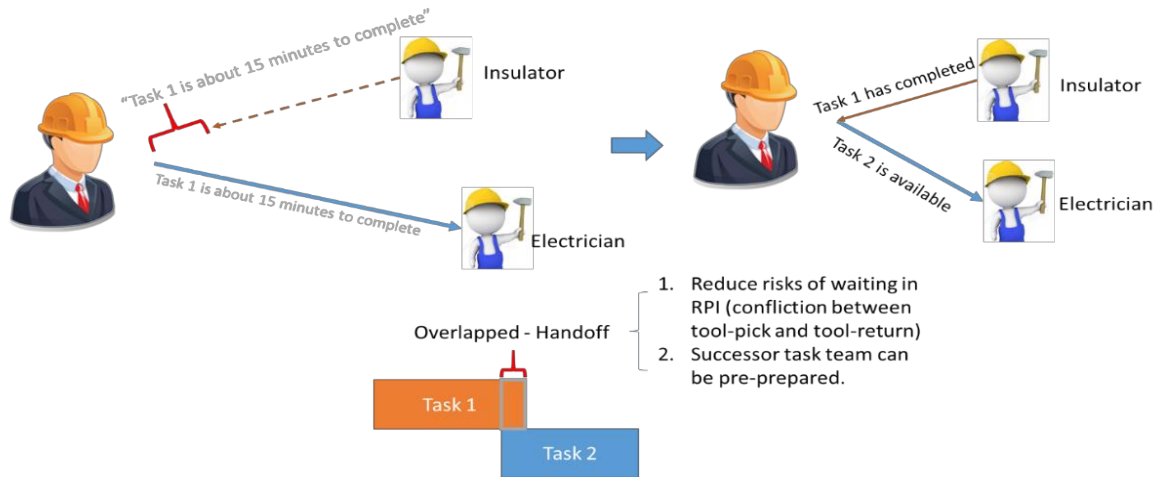 “Task 1 is about 15 minutes to complete”
Insulator
Task 1 is about 15 minutes to complete
Electrician
Task 1 has completed
Insulator
Task 2 is available
Electrician
Overlapped - Handoff
1. Reduce risks of waiting in
RPI (confliction between
tool-pick and tool-return)
2. Successor task team can
be pre-prepared.
Task 1
Task 2